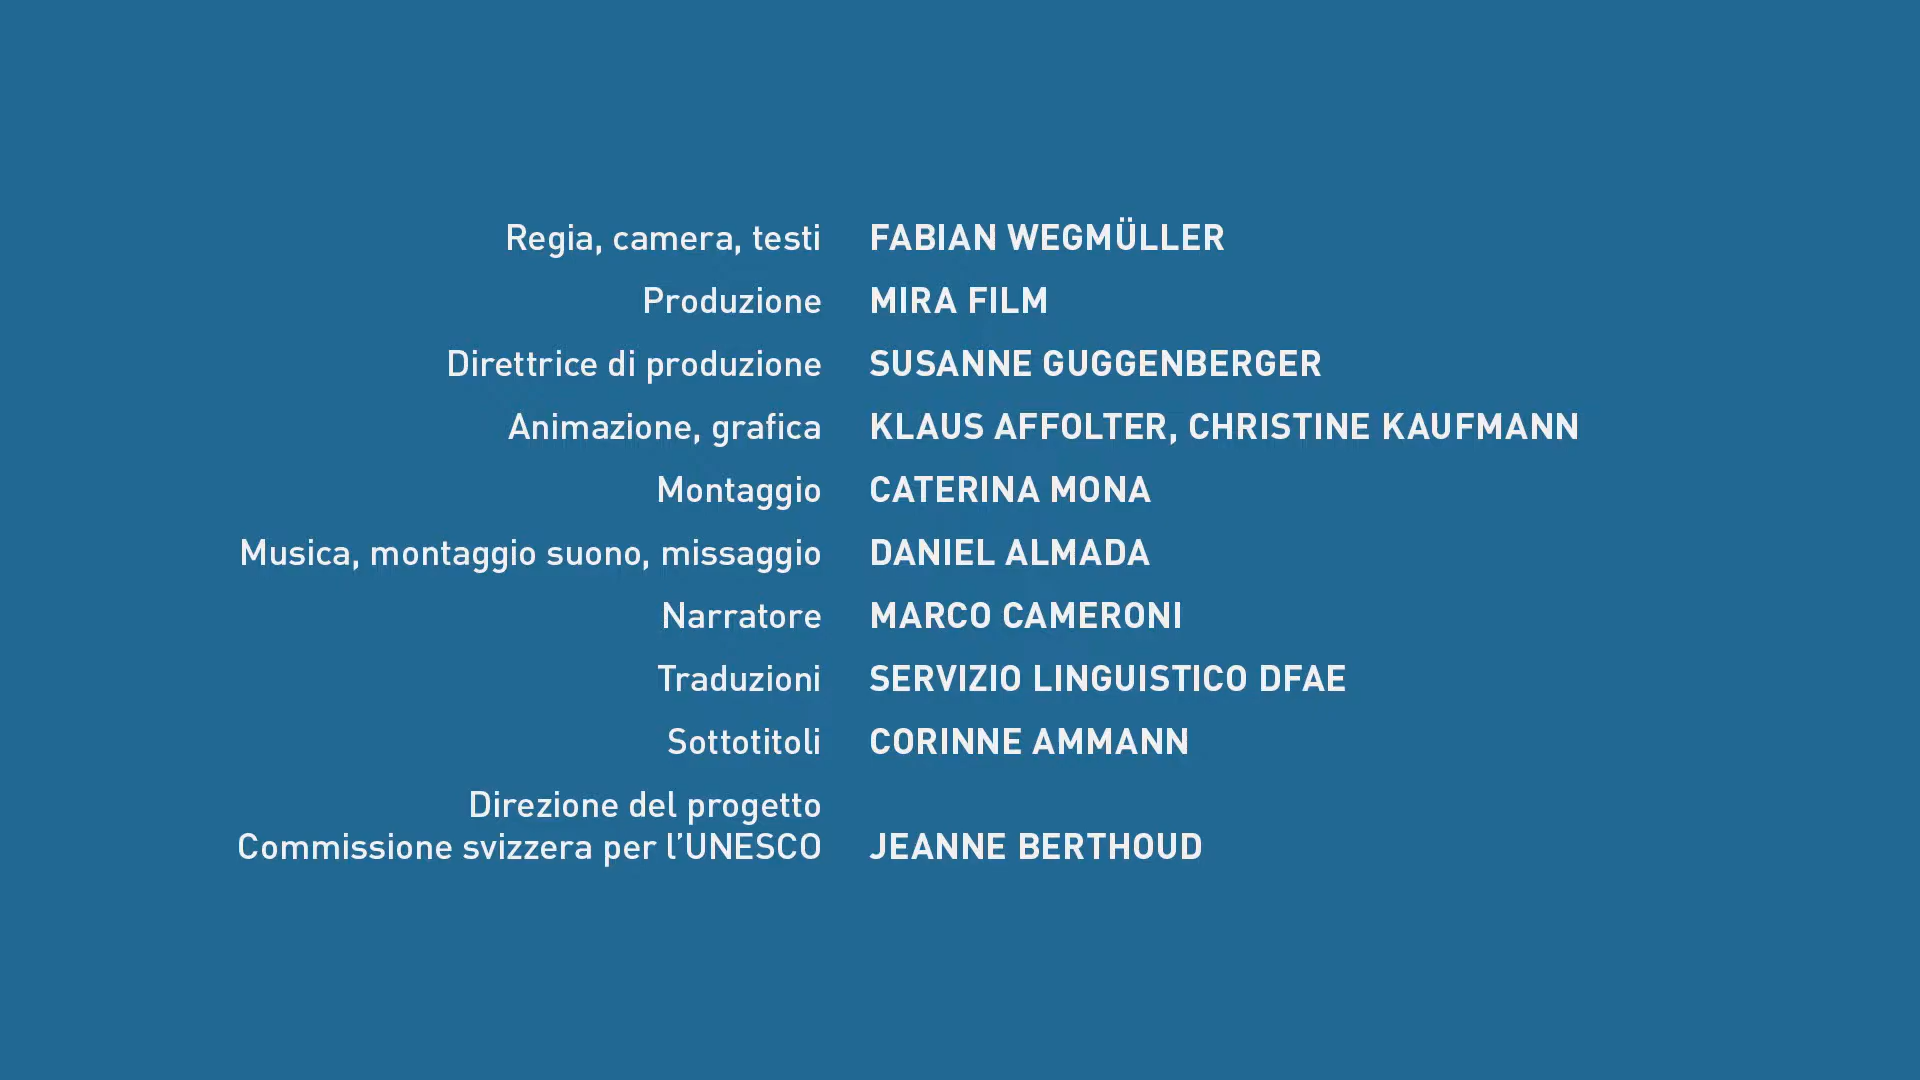 Regia, camera, testi FABIAN WEGMÜLLER
Produzione MIRA FILM
Direttrice di produzione SUSANNE GUGGENBERGER
Animazione, grafica KLAUS AFFOLTER, CHRISTINE KAUFMANN
Montaggio CATERINA MONA
Musica, montaggio suono, missaggio DANIEL ALMADA
Narratore MARCO CAMERONI
Traduzioni SERVIZIO LINGUISTICO DFAE
Sottotitoli CORINNE AMMANN
Direzione del progetto
Commissione svizzera per l’UNESCO JEANNE BERTHOUD